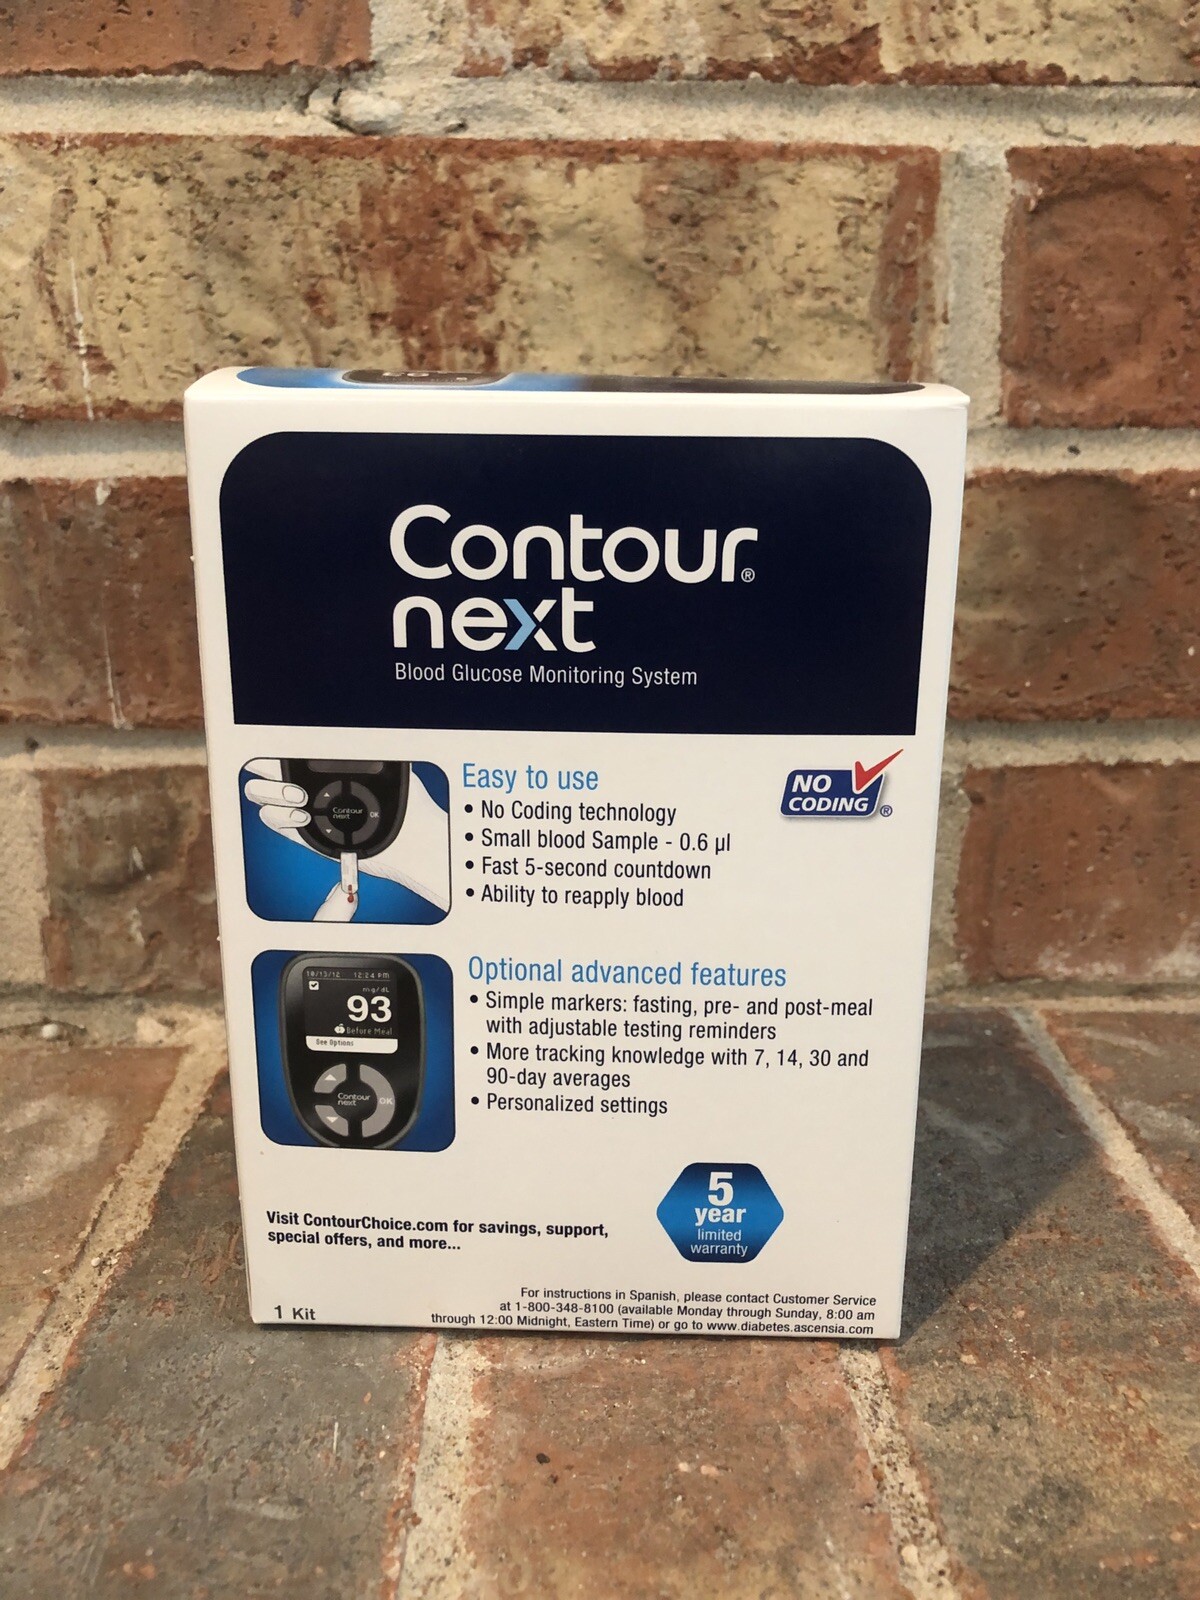 Contour®
next
Blood Glucose Monitoring System
Contour
next
OK
Easy to use
• No Coding technology
• Small blood Sample - 0.6 µl
• Fast 5-second countdown
• Ability to reapply blood
NO
CODING®
10/13/12 12:24 PM
mg/dL
93
Before Meal
See Options
Contour
next
OK
Optional advanced features
• Simple markers: fasting, pre- and post-meal
with adjustable testing reminders
• More tracking knowledge with 7, 14, 30 and
90-day averages
• Personalized settings
5
year
limited
warranty
Visit ContourChoice.com for savings, support,
special offers, and more...
1 Kit
For instructions in Spanish, please contact Customer Service
at 1-800-348-8100 (available Monday through Sunday, 8:00 am
through 12:00 Midnight, Eastern Time) or go to www.diabetes.ascensia.com